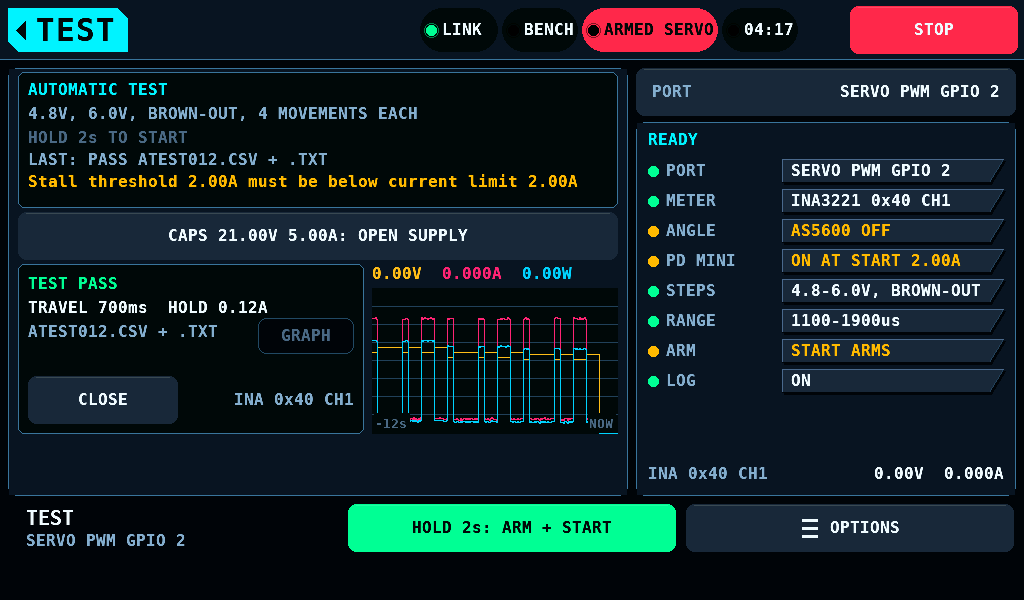 TEST
LINK
BENCH
ARMED SERVO
04:17
STOP
AUTOMATIC TEST
4.8V, 6.0V, BROWN-OUT, 4 MOVEMENTS EACH
HOLD 2s TO START
LAST: PASS ATEST012.CSV + .TXT
Stall threshold 2.00A must be below current limit 2.00A
CAPS 21.00V 5.00A: OPEN SUPPLY
TEST PASS
TRAVEL 700ms HOLD 0.12A
ATEST012.CSV + .TXT
GRAPH
CLOSE
INA 0x40 CH1
0.00V 0.000A 0.00W
-12s
NOW
PORT
SERVO PWM GPIO 2
READY
PORT SERVO PWM GPIO 2
METER INA3221 0x40 CH1
ANGLE AS5600 OFF
PD MINI ON AT START 2.00A
STEPS 4.8-6.0V, BROWN-OUT
RANGE 1100-1900us
ARM START ARMS
LOG ON
INA 0x40 CH1 0.00V 0.000A
TEST
SERVO PWM GPIO 2
HOLD 2s: ARM + START
OPTIONS